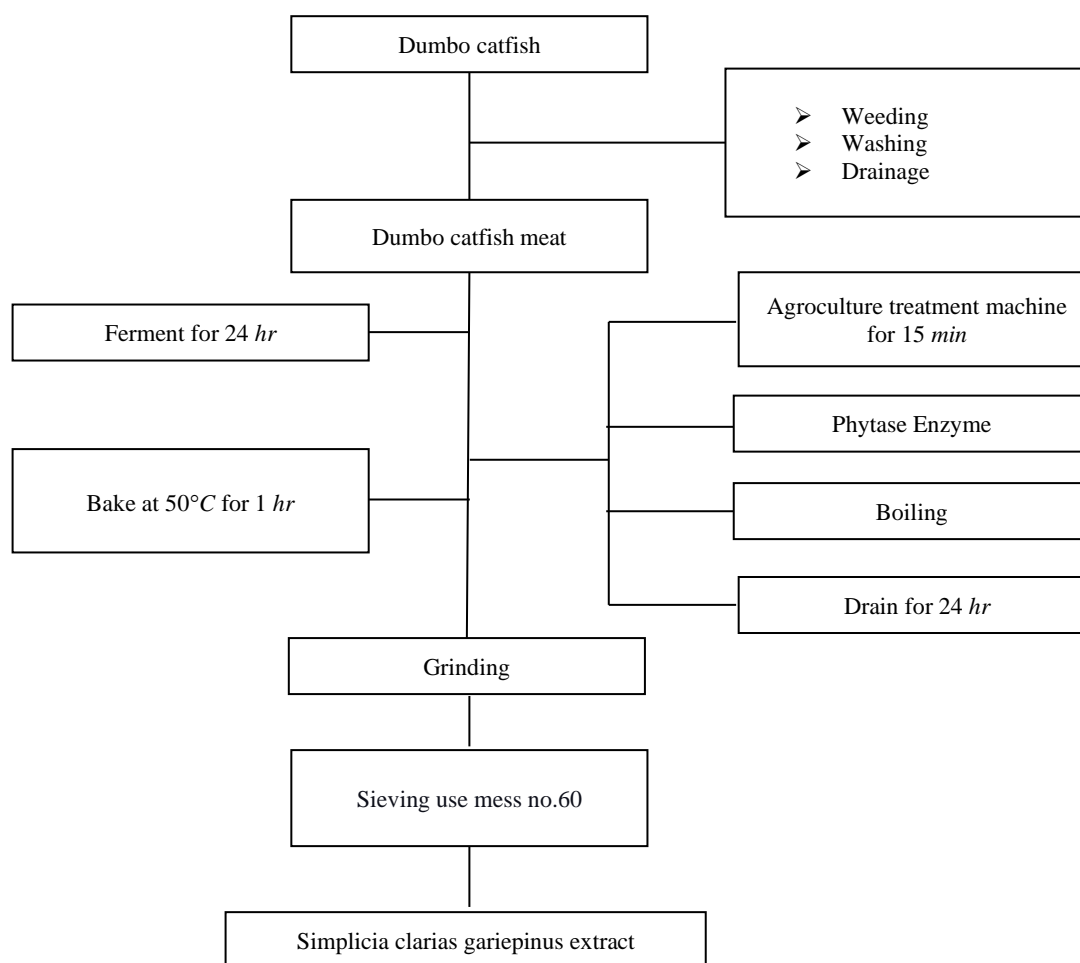 Dumbo catfish
➢ Weeding
➢ Washing
➢ Drainage
Dumbo catfish meat
Ferment for 24 hr
Agroculture treatment machine
for 15 min
Phytase Enzyme
Bake at 50°C for 1 hr
Boiling
Drain for 24 hr
Grinding
Sieving use mess no.60
Simplicia clarias gariepinus extract